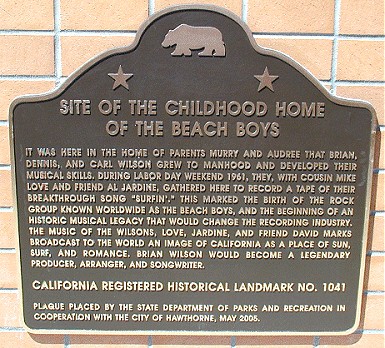 SITE OF THE CHILDHOOD HOME
OF THE BEACH BOYS
IT WAS HERE IN THE HOME OF PARENTS MURRY AND AUDREE THAT BRIAN,
DENNIS, AND CARL WILSON GREW TO MANHOOD AND DEVELOPED THEIR
MUSICAL SKILLS. DURING LABOR DAY WEEKEND 1961, THEY, WITH COUSIN MIKE
LOVE AND FRIEND AL JARDINE, GATHERED HERE TO RECORD A TAPE OF THEIR
BREAKTHROUGH SONG "SURFIN'." THIS MARKED THE BIRTH OF THE ROCK
GROUP KNOWN WORLDWIDE AS THE BEACH BOYS, AND THE BEGINNING OF AN
HISTORIC MUSICAL LEGACY THAT WOULD CHANGE THE RECORDING INDUSTRY.
THE MUSIC OF THE WILSONS, LOVE, JARDINE, AND FRIEND DAVID MARKS
BROADCAST TO THE WORLD AN IMAGE OF CALIFORNIA AS A PLACE OF SUN,
SURF, AND ROMANCE. BRIAN WILSON WOULD BECOME A LEGENDARY
PRODUCER, ARRANGER, AND SONGWRITER.
CALIFORNIA REGISTERED HISTORICAL LANDMARK NO. 1041
PLAQUE PLACED BY THE STATE DEPARTMENT OF PARKS AND RECREATION IN
COOPERATION WITH THE CITY OF HAWTHORNE, MAY 2005.